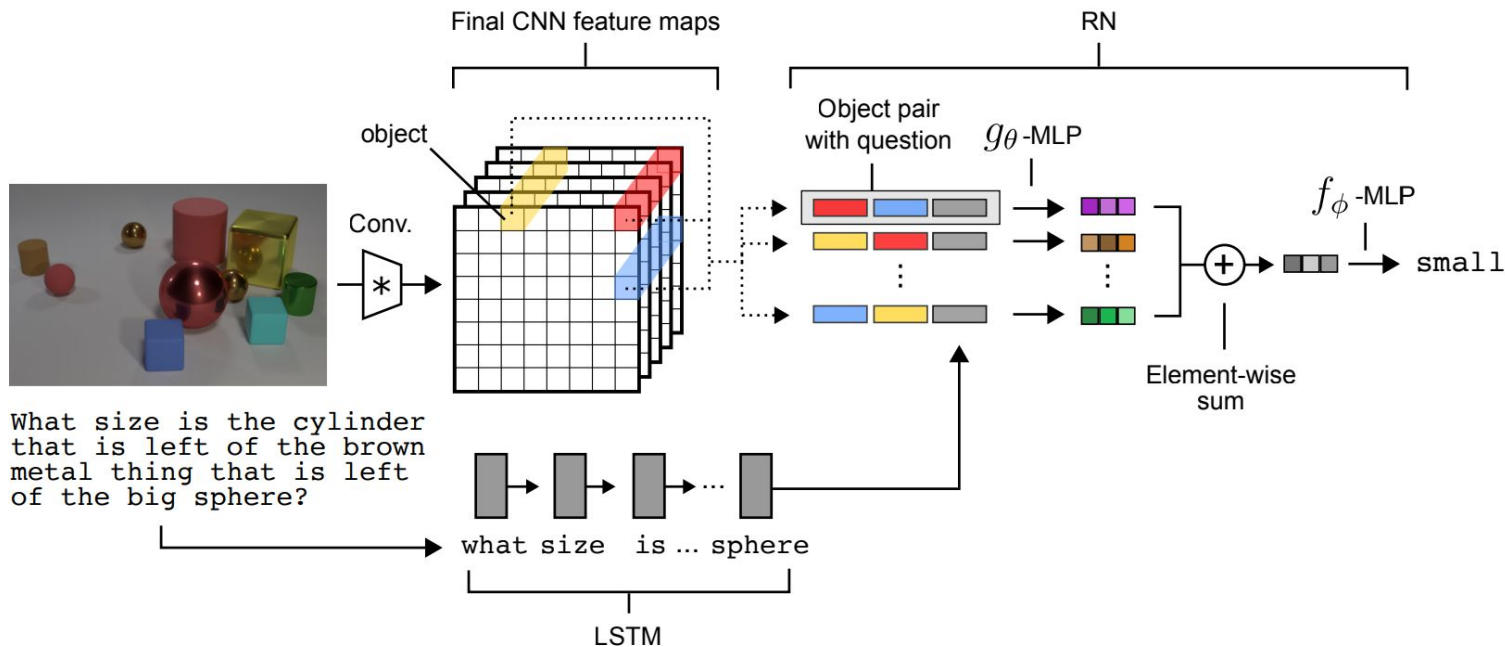 Final CNN feature maps
RN
object
Object pair
with question
g_θ-MLP
f_ϕ-MLP
Conv.
*
+
small
Element-wise
sum
What size is the cylinder
that is left of the brown
metal thing that is left
of the big sphere?
...
what size is ... sphere
LSTM